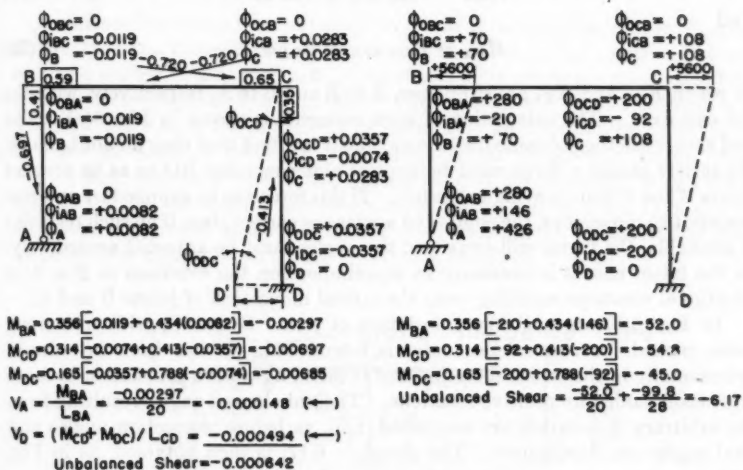 ϕOBC= 0
ϕiBC= -0.0119
ϕB = -0.0119
ϕOCB= 0
ϕiCB= +0.0283
ϕC = +0.0283
-0.720 -0.720
B 0.59
0.65 C
0.41
0.35
ϕOBA= 0
ϕiBA= -0.0119
ϕB = -0.0119
-0.697
ϕOCD
ϕOCD=+0.0357
ϕiCD= -0.0074
ϕC = +0.0283
-0.413
ϕOAB= 0
ϕiAB=+0.0082
ϕA =+0.0082
A
ϕODC
ϕODC=+0.0357
ϕiDC=-0.0357
ϕD = 0
D' D
MBA=0.356[-0.0119+0.434(0.0062)]=-0.00297
MCD=0.314[-0.0074+0.413(-0.0357)]=-0.00697
MDC=0.165[-0.0357+0.788(-0.0074)]=-0.00685
VA= MBA/LBA = -0.00297/20 =-0.000148 (←)
VD = (MCD+MDC)/LCD =-0.000494 (←)
Unbalanced Shear=-0.000642
ϕOBC= 0
ϕiBC=+70
ϕB =+70
+5600
ϕOCB= 0
ϕiCB=+108
ϕC =+108
+5600
B
C
ϕOBA=+280
ϕiBA= -210
ϕB = + 70
ϕOCD=+200
ϕiCD= - 92
ϕC =+108
ϕOAB=+280
ϕiAB=+146
ϕA =+426
ϕODC=+200
ϕiDC=-200
ϕD = 0
A
D
MBA= 0.356[-210+0.434(146)]=-52.0
MCD=0.314[-92+0.413(-200)]=-54.8
MDC=0.165[-200+0.788(-92)]=-45.0
Unbalanced Shear= -52.0/20 + -99.8/28 =-6.17